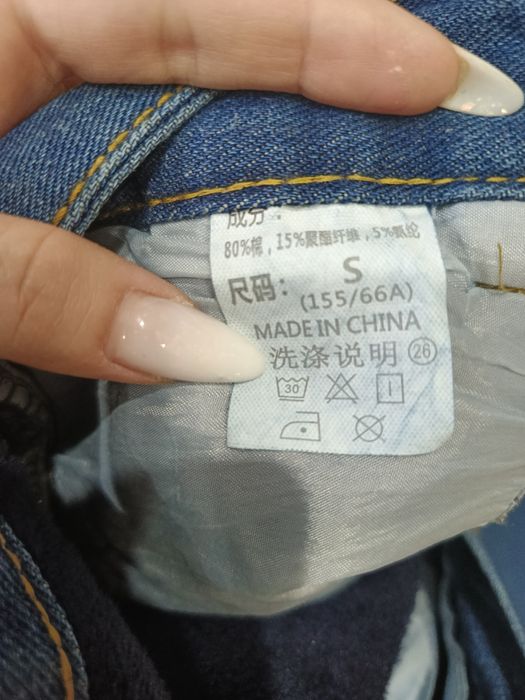 成分：
80%棉，15%聚酯纤维，5%氨纶
尺码： S
(155/66A)
MADE IN CHINA
洗涤说明 26
30